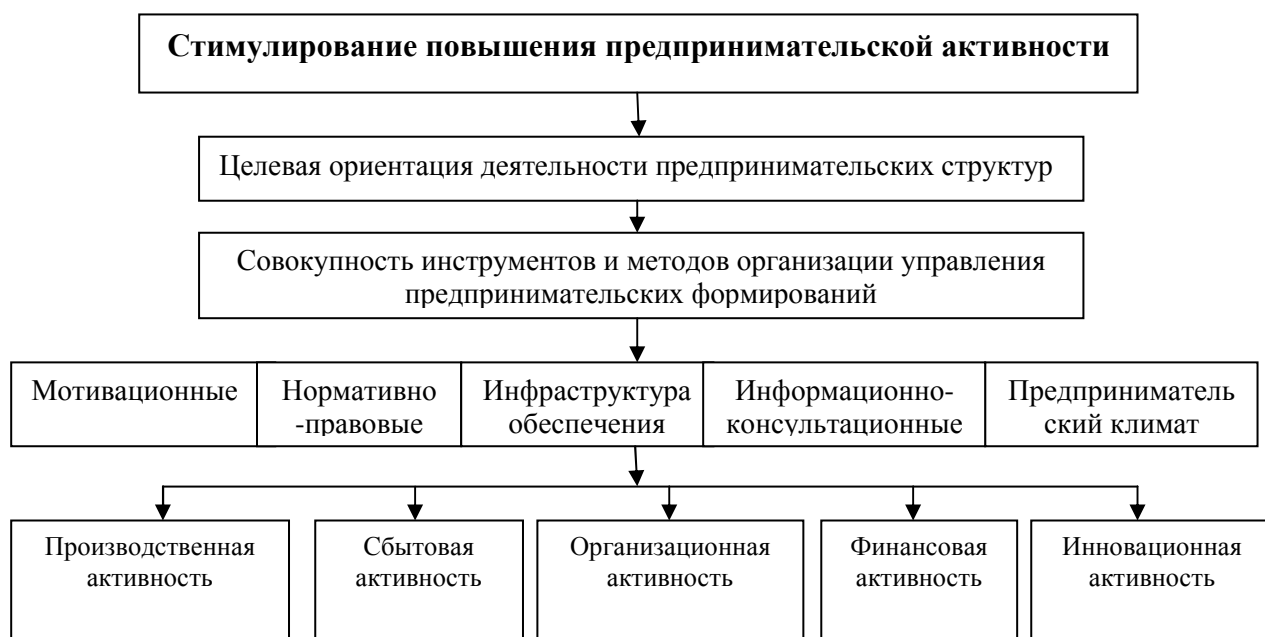 Стимулирование повышения предпринимательской активности
Целевая ориентация деятельности предпринимательских структур
Совокупность инструментов и методов организации управления
предпринимательских формирований
Мотивационные
Нормативно
-правовые
Инфраструктура
обеспечения
Информационно-
консультационные
Предприниматель
ский климат
Производственная
активность
Сбытовая
активность
Организационная
активность
Финансовая
активность
Инновационная
активность